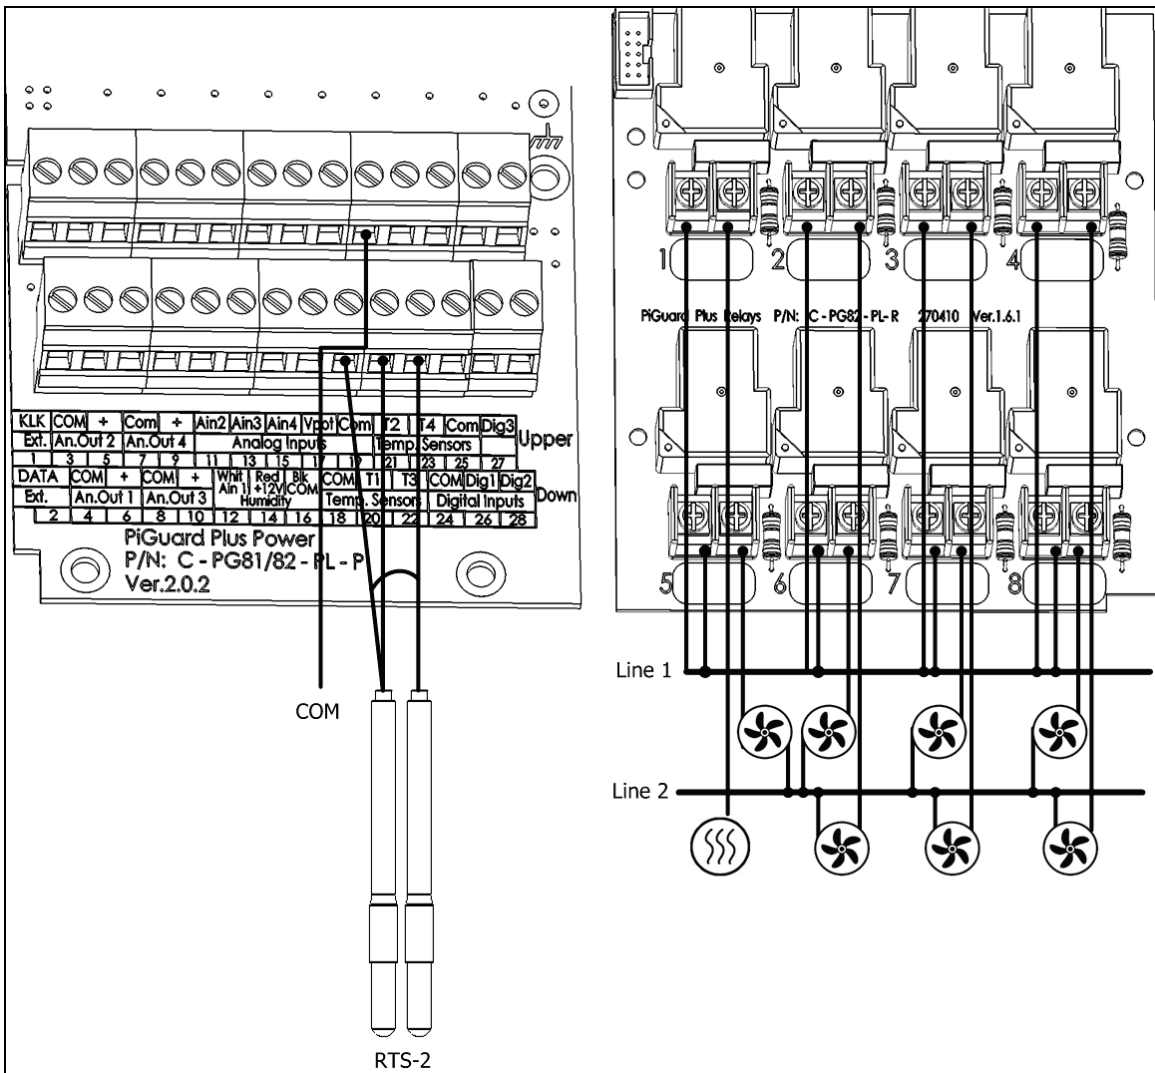 1 2 3 4
PiGuard Plus Relays P/N: C - PG82 - PL - R 270410 Ver.1.6.1
KLK COM + Com + Ain2 Ain3 Ain4 Vpot Com T2 T4 Com Dig3
Ext. An.Out 2 An.Out 4 Analog Inputs Temp. Sensors Upper
1 3 5 7 9 11 13 15 17 19 21 23 25 27
DATA COM + COM + Whit Ain 1 Red +12V Blk COM COM T1 T3 COM Dig1 Dig2 Down
Ext. An.Out 1 An.Out 3 Humidity Temp. Sensors Digital Inputs
2 4 6 8 10 12 14 16 18 20 22 24 26 28
PiGuard Plus Power
P/N: C - PG81/82 - PL - P
Ver.2.0.2
5 6 7 8
Line 1
COM
Line 2
RTS-2